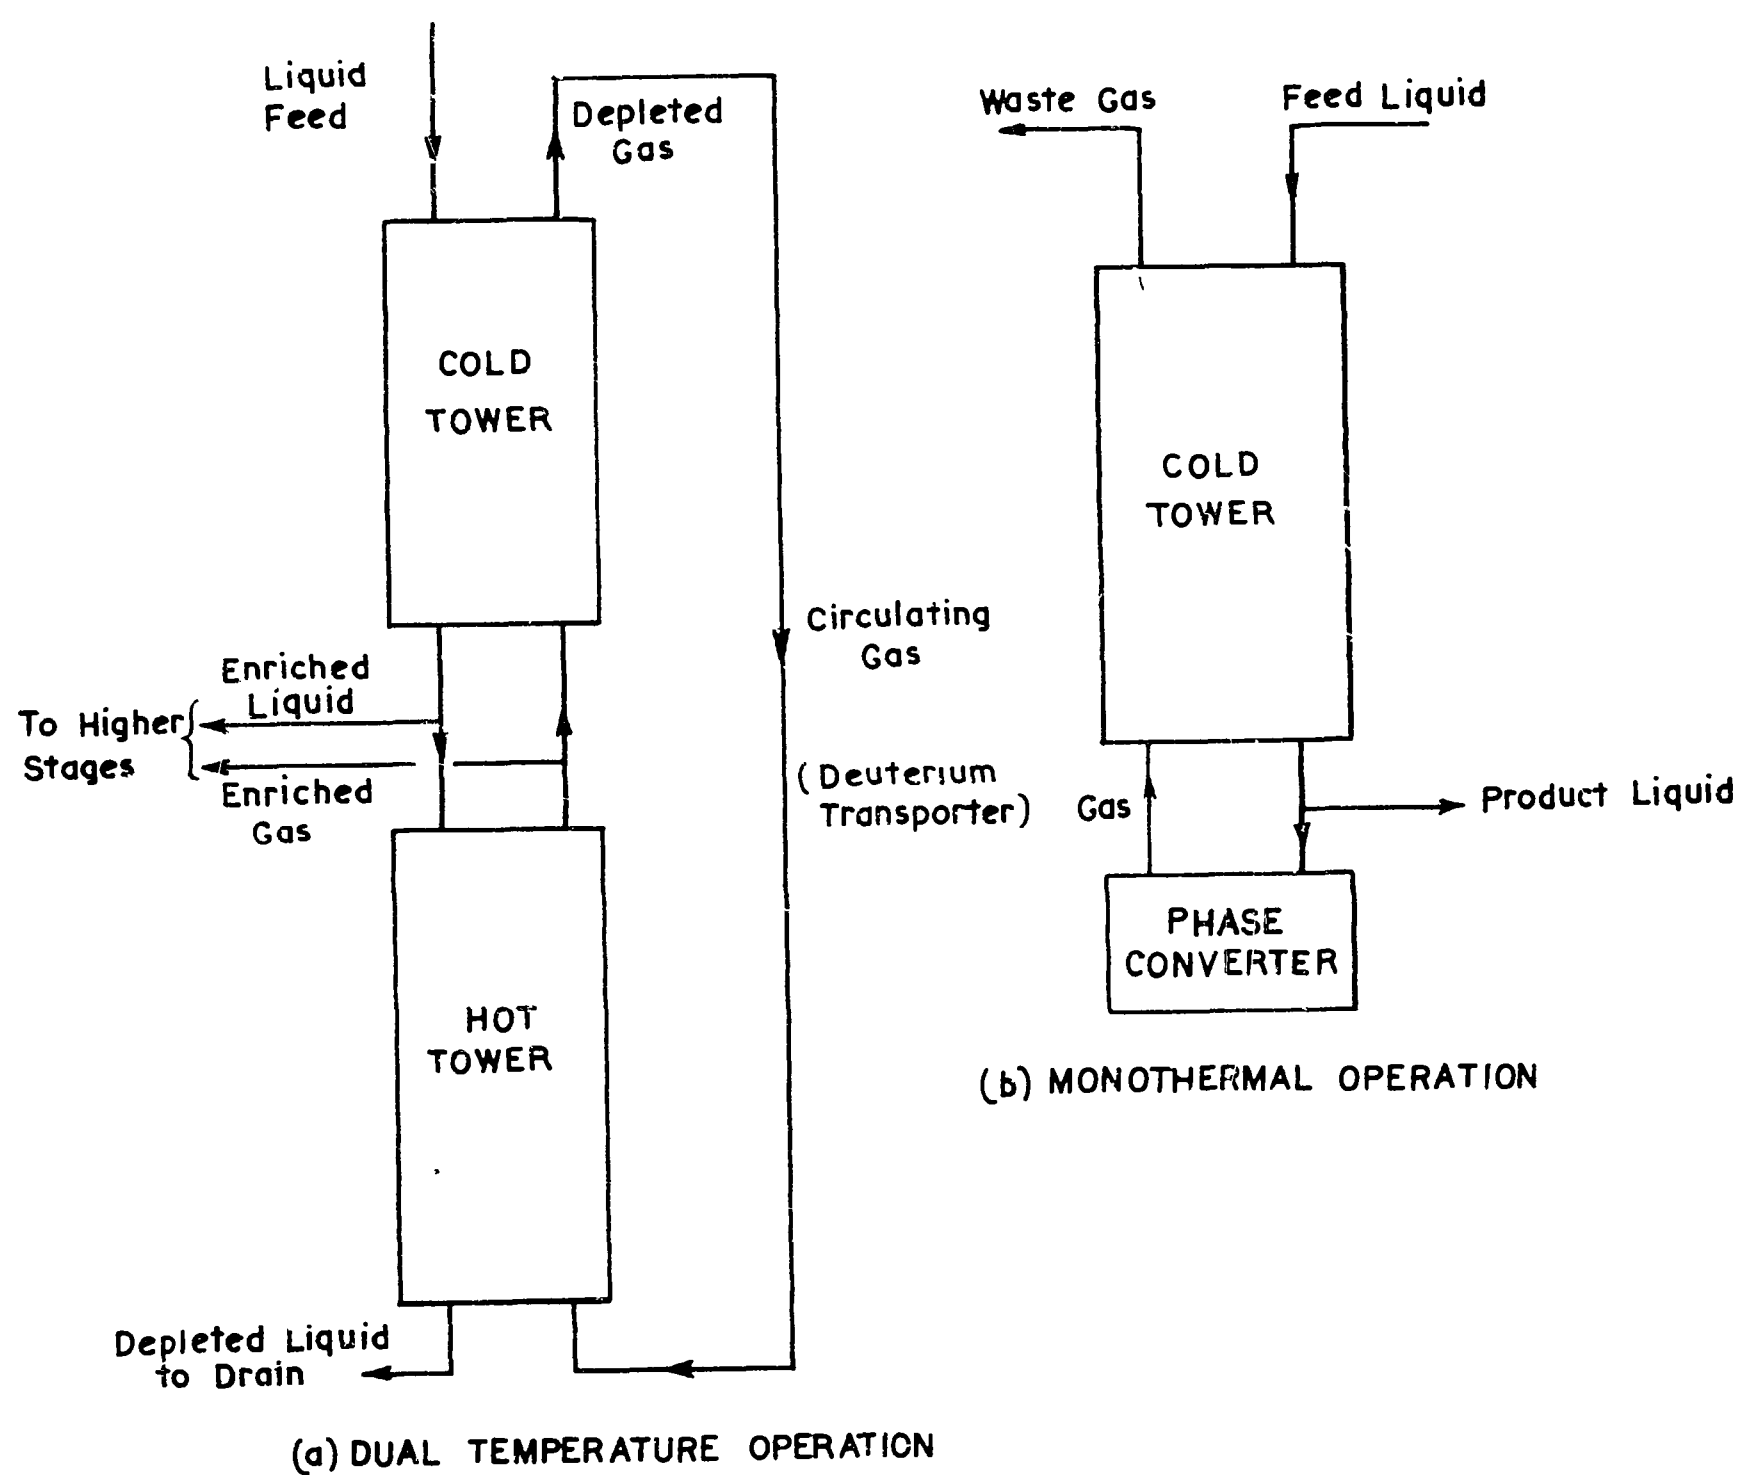 Liquid
Feed
Depleted
Gas
COLD
TOWER
Circulating
Gas
(Deuterium
Transporter)
Enriched
Liquid
To Higher
Stages
Enriched
Gas
HOT
TOWER
Depleted Liquid
to Drain
(a) DUAL TEMPERATURE OPERATION
Waste Gas
Feed Liquid
COLD
TOWER
Gas
Product Liquid
PHASE
CONVERTER
(b) MONOTHERMAL OPERATION